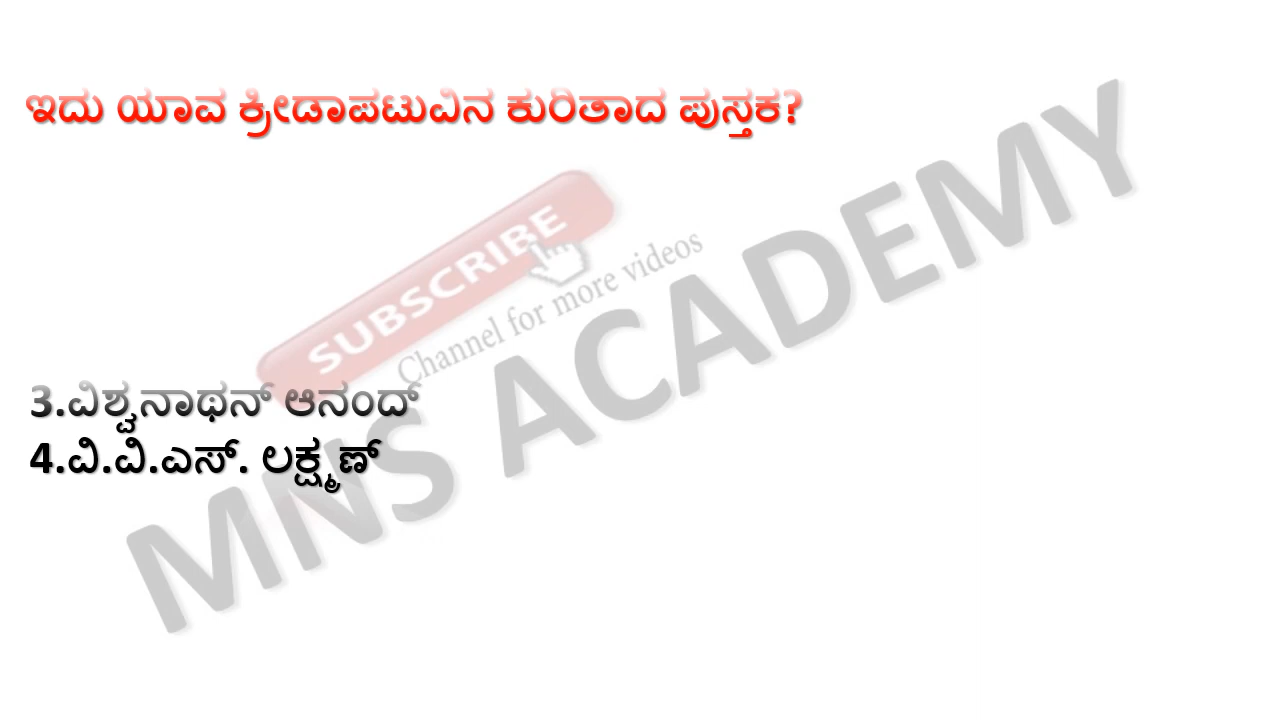 ಇದು ಯಾವ ಕ್ರೀಡಾಪಟುವಿನ ಕುರಿತಾದ ಪುಸ್ತಕ?
SUBSCRIBE
Channel for more videos
MNS ACADEMY
3.ವಿಶ್ವನಾಥನ್ ಆನಂದ್
4.ವಿ.ವಿ.ಎಸ್. ಲಕ್ಷ್ಮಣ್